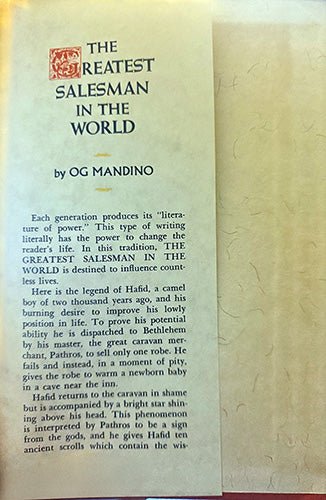 THE
GREATEST
SALESMAN
IN THE
WORLD
by OG MANDINO
Each generation produces its "litera-
ture of power." This type of writing
literally has the power to change the
reader's life. In this tradition, THE
GREATEST SALESMAN IN THE
WORLD is destined to influence count-
less lives.
Here is the legend of Hafid, a camel
boy of two thousand years ago, and his
burning desire to improve his lowly
position in life. To prove his potential
ability he is dispatched to Bethlehem
by his master, the great caravan mer-
chant, Pathros, to sell only one robe. He
fails and instead, in a moment of pity,
gives the robe to warm a newborn baby
in a cave near the inn.
Hafid returns to the caravan in shame
but is accompanied by a bright star shin-
ing above his head. This phenomenon
is interpreted by Pathros to be a sign
from the gods, and he gives Hafid ten
ancient scrolls which contain the wis-